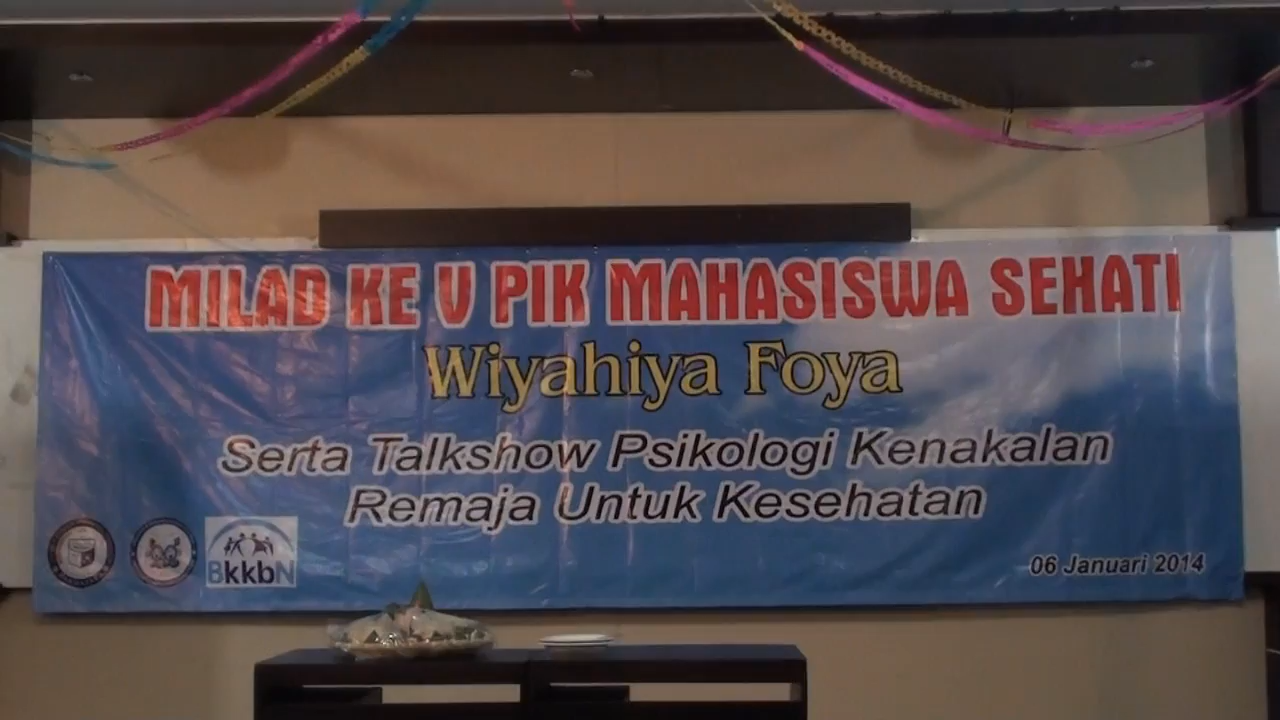 MILAD KE V PIK MAHASISWA SEHATI
Wiyahiya Foya
Serta Talkshow Psikologi Kenakalan
Remaja Untuk Kesehatan
BkkbN
06 Januari 2014